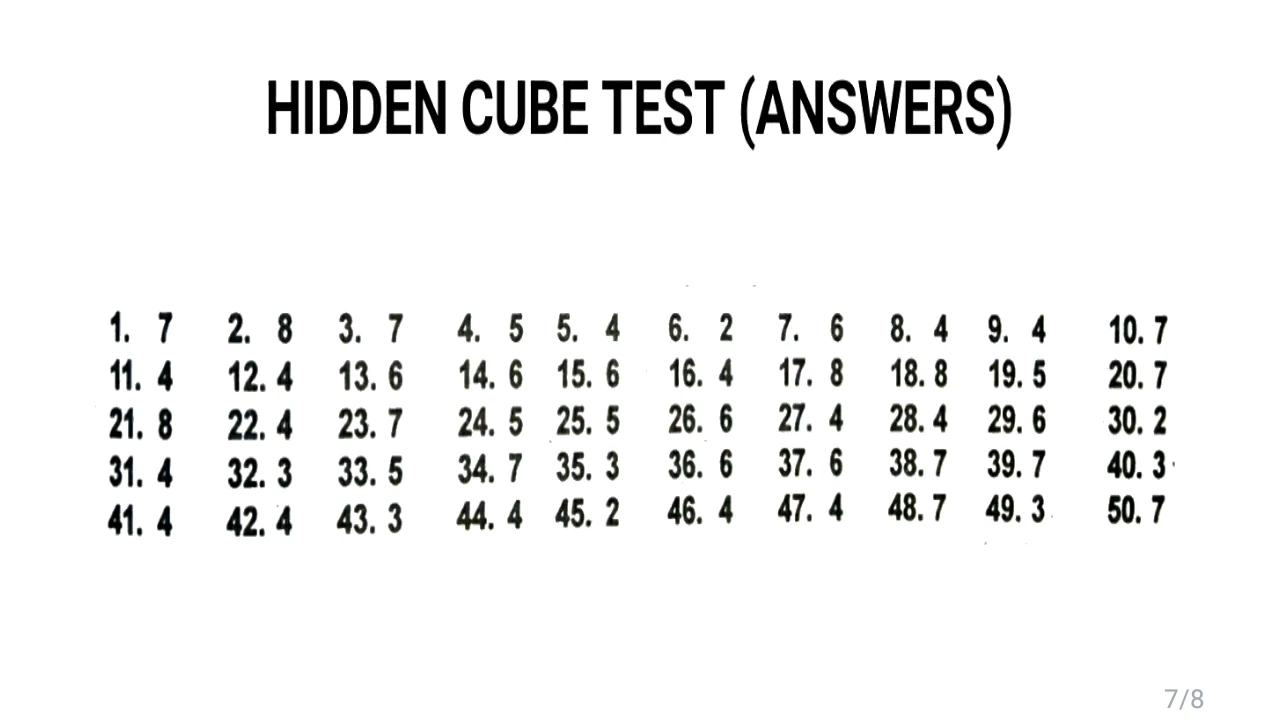 HIDDEN CUBE TEST (ANSWERS)
1. 7 2. 8 3. 7 4. 5 5. 4 6. 2 7. 6 8. 4 9. 4 10. 7
11. 4 12. 4 13. 6 14. 6 15. 6 16. 4 17. 8 18. 8 19. 5 20. 7
21. 8 22. 4 23. 7 24. 5 25. 5 26. 6 27. 4 28. 4 29. 6 30. 2
31. 4 32. 3 33. 5 34. 7 35. 3 36. 6 37. 6 38. 7 39. 7 40. 3
41. 4 42. 4 43. 3 44. 4 45. 2 46. 4 47. 4 48. 7 49. 3 50. 7
7/8